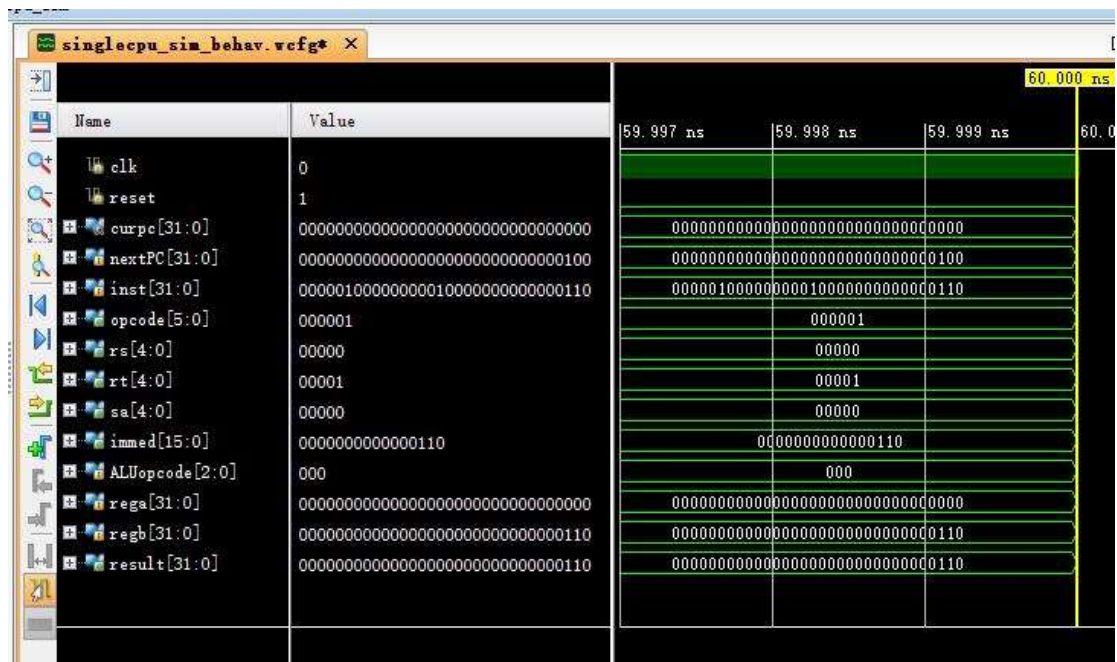 singlecpu_sim_behav.wcfg*
60.000 ns
Name Value
59.997 ns 59.998 ns 59.999 ns 60.0
clk 0
reset 1
curpc[31:0] 00000000000000000000000000000000 00000000000000000000000000000000
nextPC[31:0] 00000000000000000000000000000100 00000000000000000000000000000100
inst[31:0] 00000100000000010000000000000110 00000100000000010000000000000110
opcode[5:0] 000001 000001
rs[4:0] 00000 00000
rt[4:0] 00001 00001
sa[4:0] 00000 00000
immed[15:0] 0000000000000110 0000000000000110
ALUopcode[2:0] 000 000
rega[31:0] 00000000000000000000000000000000 00000000000000000000000000000000
regb[31:0] 00000000000000000000000000000110 00000000000000000000000000000110
result[31:0] 00000000000000000000000000000110 00000000000000000000000000000110